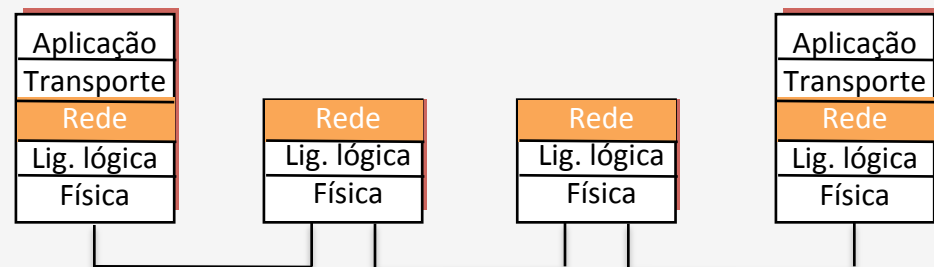 Aplicação
Transporte
Rede
Lig. lógica
Física
Rede
Lig. lógica
Física
Rede
Lig. lógica
Física
Aplicação
Transporte
Rede
Lig. lógica
Física